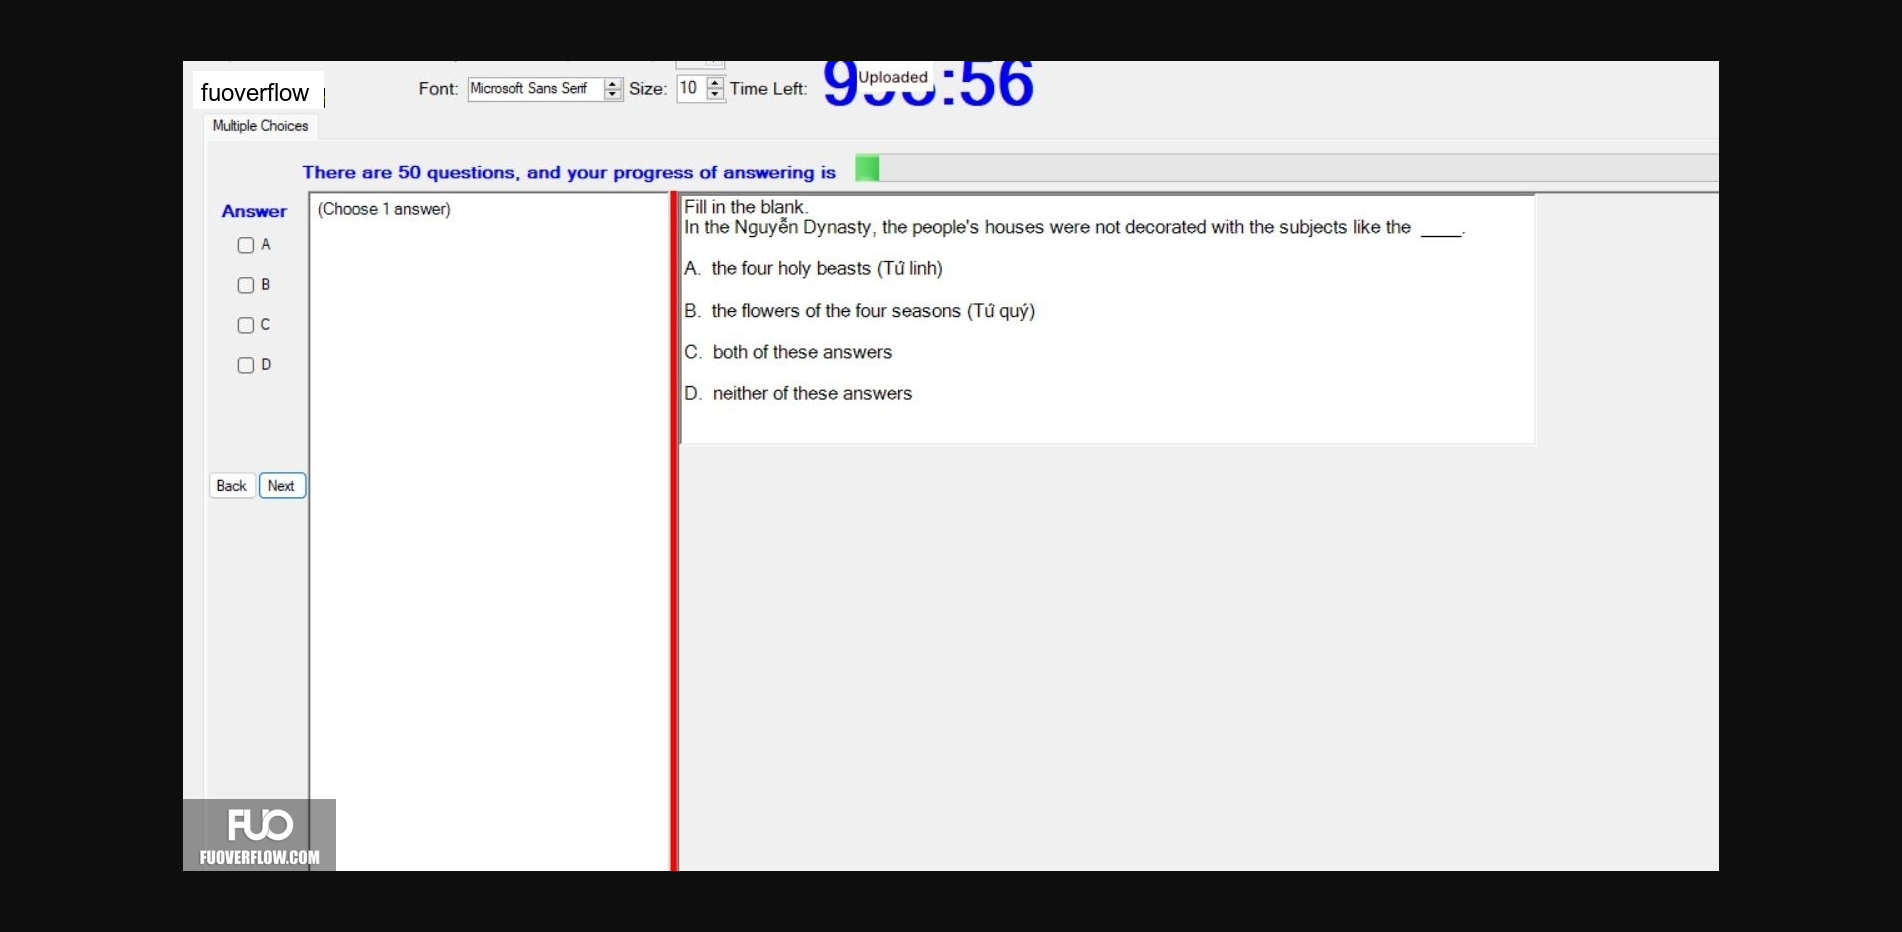 fuoverflow
Font: Microsoft Sans Serif Size: 10 Time Left: :56
Uploaded
Multiple Choices
There are 50 questions, and your progress of answering is
Answer
(Choose 1 answer)
A
B
C
D
Back Next
Fill in the blank.
In the Nguyễn Dynasty, the people's houses were not decorated with the subjects like the ____.
A. the four holy beasts (Tứ linh)
B. the flowers of the four seasons (Tứ quý)
C. both of these answers
D. neither of these answers
FUO
FUOVERFLOW.COM